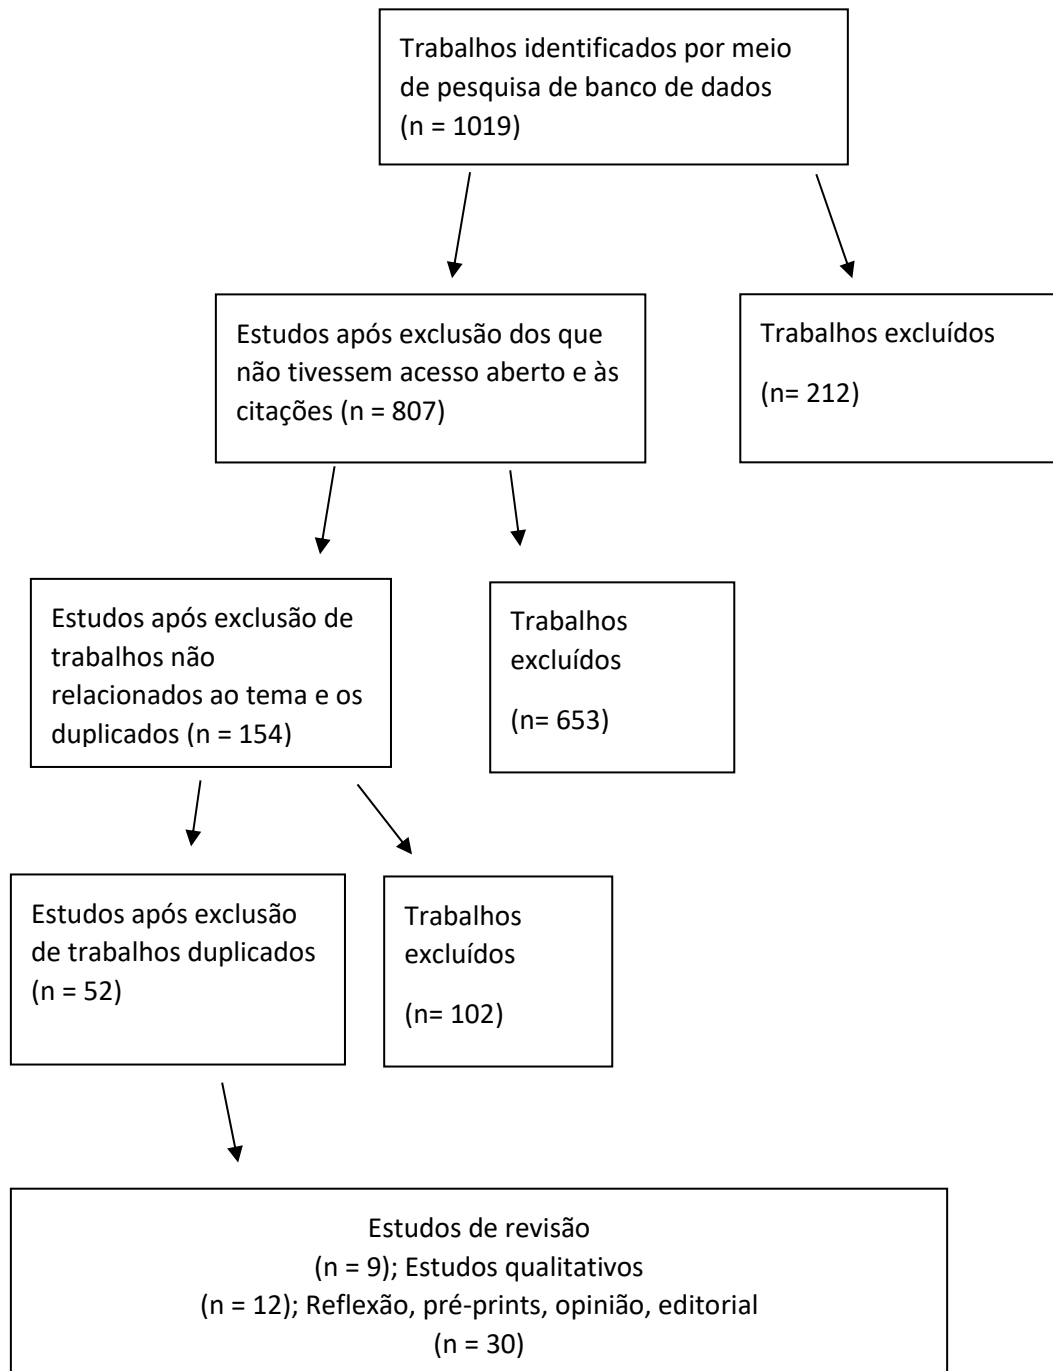 Trabalhos identificados por meio
de pesquisa de banco de dados
(n = 1019)
Estudos após exclusão dos que
não tivessem acesso aberto e às
citações (n = 807)
Trabalhos excluídos
(n= 212)
Estudos após exclusão de
trabalhos não
relacionados ao tema e os
duplicados (n = 154)
Trabalhos
excluídos
(n= 653)
Estudos após exclusão
de trabalhos duplicados
(n = 52)
Trabalhos
excluídos
(n= 102)
Estudos de revisão
(n = 9); Estudos qualitativos
(n = 12); Reflexão, pré-prints, opinião, editorial
(n = 30)